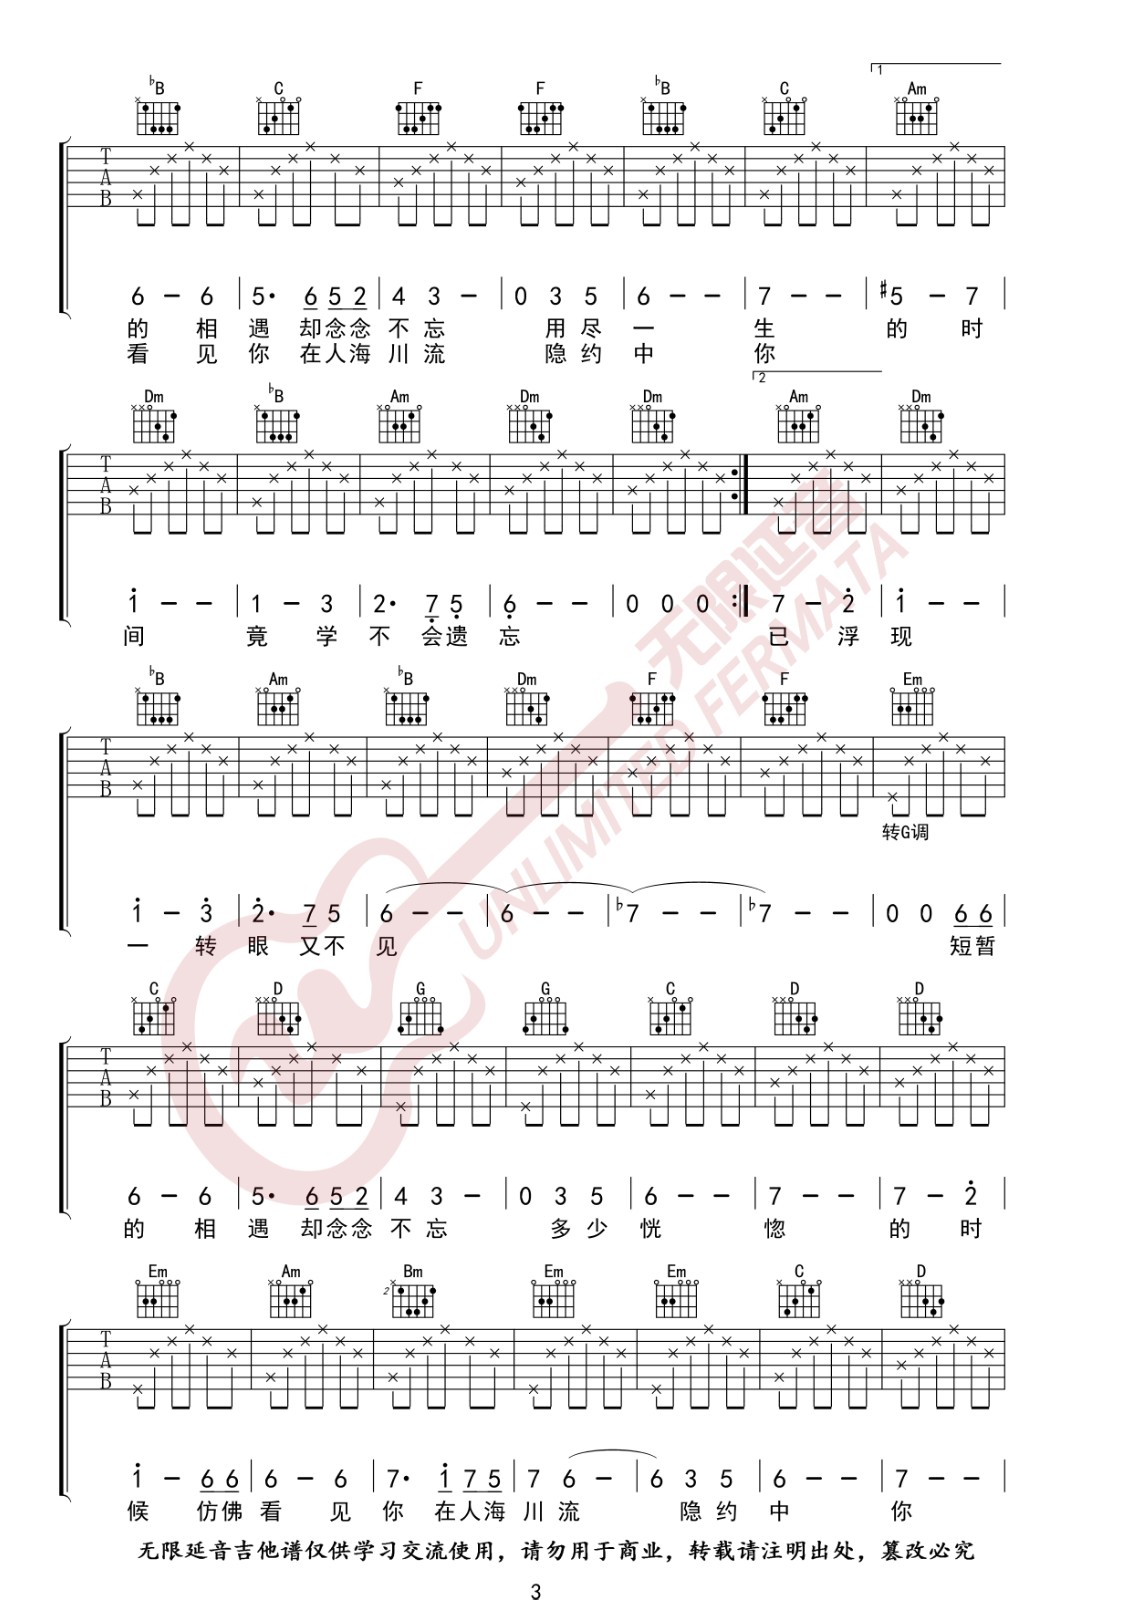 ♭B C F F ♭B C 1 Am
T A B
6 – 6 | 5· 6 5 2 | 4 3 – | 0 3 5 | 6 – – | 7 – – | #5 – 7 |
的 相 遇 却念念 不 忘 用 尽 一 生 的 时
看 见 你 在人海 川 流 隐 约 中 你
Dm ♭B Am Dm Dm 2 Am Dm
T A B
1 – – | 1 – 3 | 2· 7 5 | 6 – – | 0 0 0 :| 7 – 2 | 1 – – |
间 竟 学 不 会遗 忘 已 浮 现
♭B Am ♭B Dm F F Em
T A B
转G调
1 – 3 | 2· 7 5 | 6 – – | 6 – – | ♭7 – – | ♭7 – – | 0 0 6 6 |
一 转 眼 又不 见 短暂
C D G G C D D
T A B
6 – 6 | 5· 6 5 2 | 4 3 – | 0 3 5 | 6 – – | 7 – – | 7 – 2 |
的 相 遇 却念念 不 忘 多 少 恍 惚 的 时
Em Am 2 Bm Em Em C D
T A B
1 – 6 6 | 6 – 6 | 7· 1 7 5 | 7 6 – | 6 3 5 | 6 – – | 7 – – |
候 仿佛 看 见 你 在人海 川 流 隐 约 中 你
无限延音
UNLIMITED FERMATA
无限延音吉他谱仅供学习交流使用，请勿用于商业，转载请注明出处，篡改必究
3